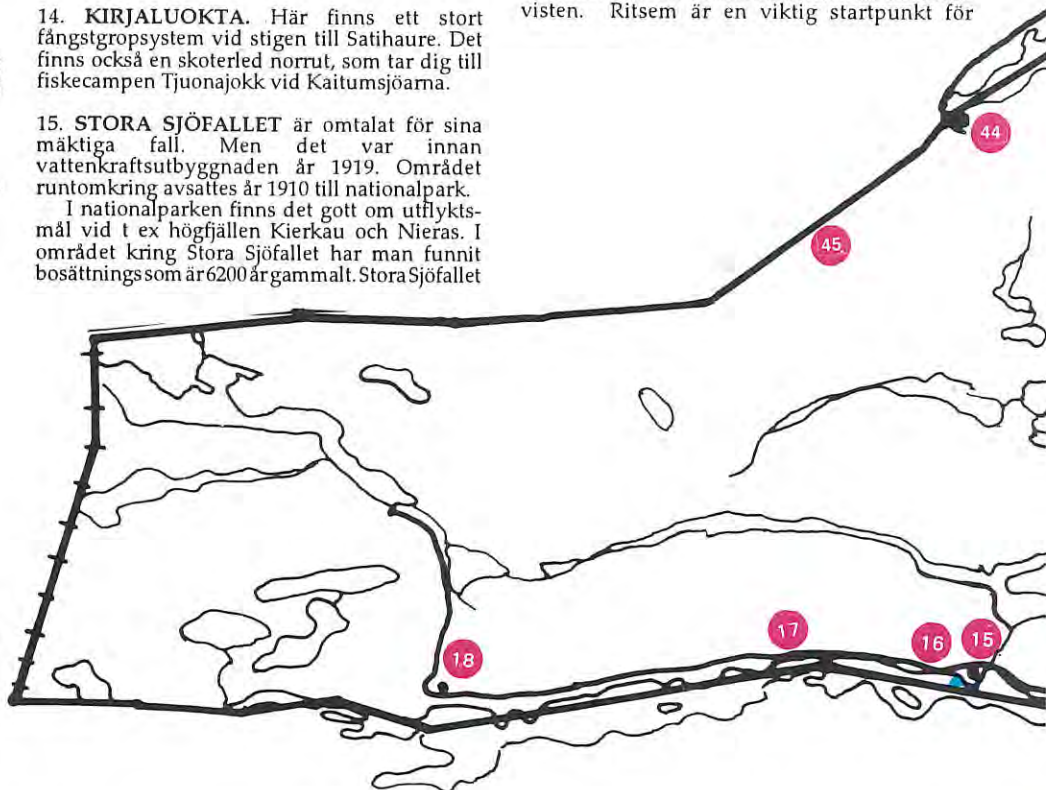 14. KIRJALUOKTA. Här finns ett stort
fångstgropsystem vid stigen till Satihaure. Det
finns också en skoterled norrut, som tar dig till
fiskecampen Tjuonajokk vid Kaitumsjöarna.
15. STORA SJÖFALLET är omtalat för sina
mäktiga fall. Men det var innan
vattenkraftsutbyggnaden år 1919. Området
runtomkring avsattes år 1910 till nationalpark.
I nationalparken finns det gott om utflykts-
mål vid t ex högfjällen Kierkau och Nieras. I
området kring Stora Sjöfallet har man funnit
bosättning som är 6200 år gammalt. Stora Sjöfallet
visten. Ritsem är en viktig startpunkt för
44
45
17
16
15
18